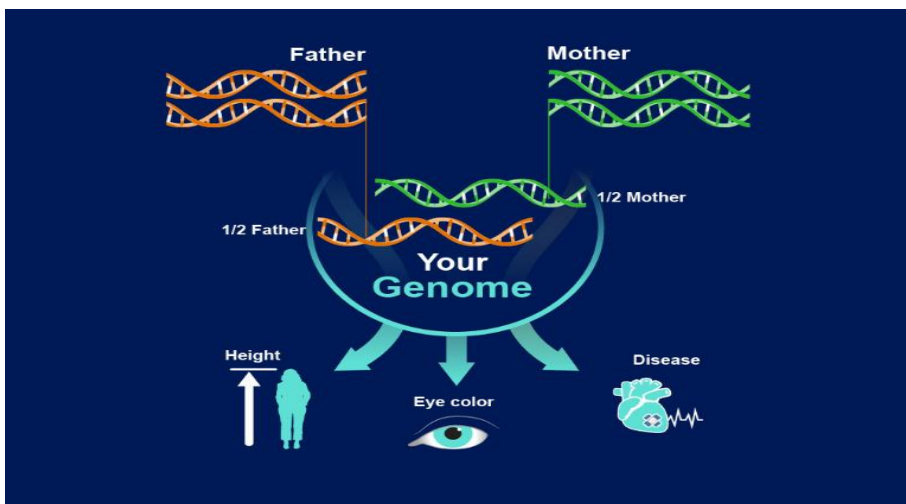 Father
Mother
1/2 Mother
1/2 Father
Your
Genome
Height
Eye color
Disease